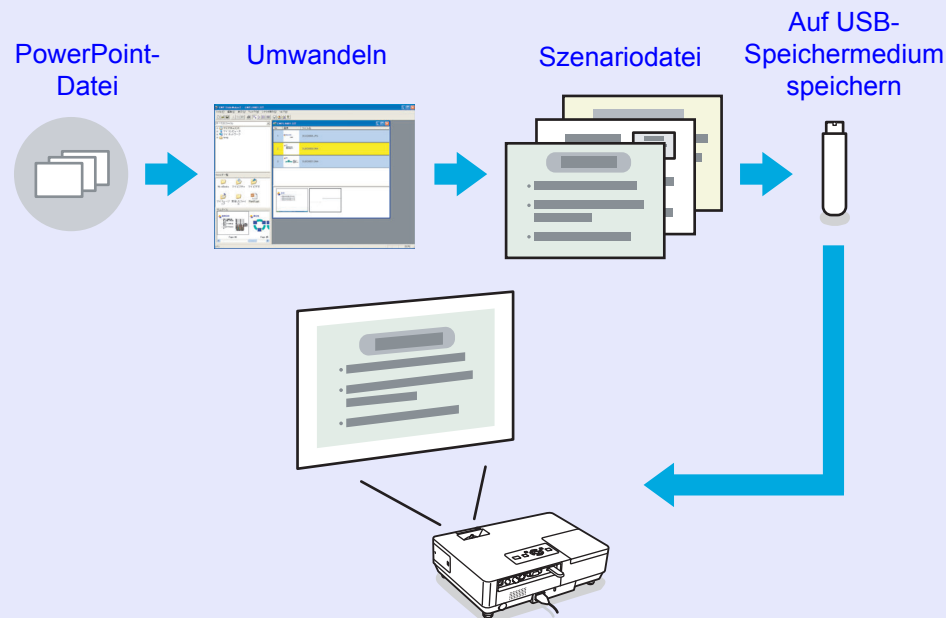 PowerPoint-
Datei
Umwandeln
Szenariodatei
Auf USB-
Speichermedium
speichern